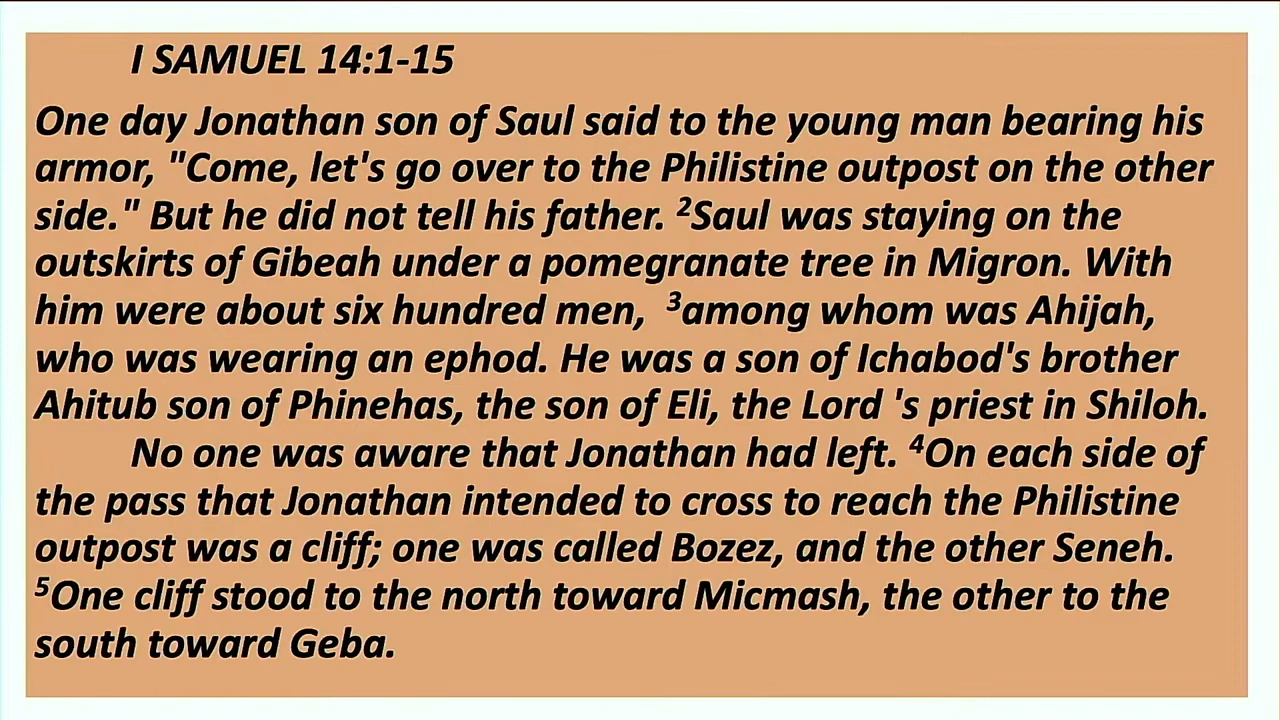 I SAMUEL 14:1-15
One day Jonathan son of Saul said to the young man bearing his
armor, "Come, let's go over to the Philistine outpost on the other
side." But he did not tell his father. ²Saul was staying on the
outskirts of Gibeah under a pomegranate tree in Migron. With
him were about six hundred men, ³among whom was Ahijah,
who was wearing an ephod. He was a son of Ichabod's brother
Ahitub son of Phinehas, the son of Eli, the Lord 's priest in Shiloh.
No one was aware that Jonathan had left. ⁴On each side of
the pass that Jonathan intended to cross to reach the Philistine
outpost was a cliff; one was called Bozez, and the other Seneh.
⁵One cliff stood to the north toward Micmash, the other to the
south toward Geba.